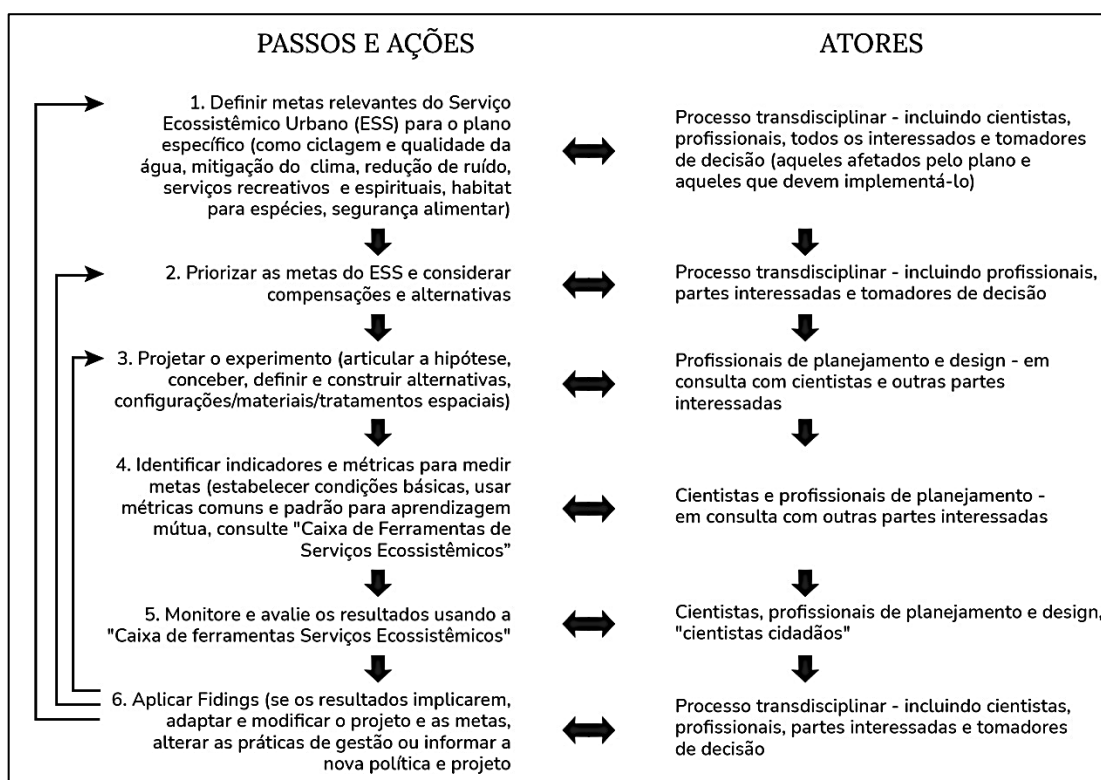 PASSOS E AÇÕES
ATORES
1. Definir metas relevantes do Serviço
Ecossistêmico Urbano (ESS) para o plano
específico (como ciclagem e qualidade da
água, mitigação do clima, redução de ruído,
serviços recreativos e espirituais, habitat
para espécies, segurança alimentar)
Processo transdisciplinar - incluindo cientistas,
profissionais, todos os interessados e tomadores
de decisão (aqueles afetados pelo plano e
aqueles que devem implementá-lo)
2. Priorizar as metas do ESS e considerar
compensações e alternativas
Processo transdisciplinar - incluindo profissionais,
partes interessadas e tomadores de decisão
3. Projetar o experimento (articular a hipótese,
conceber, definir e construir alternativas,
configurações/materiais/tratamentos espaciais)
Profissionais de planejamento e design - em
consulta com cientistas e outras partes
interessadas
4. Identificar indicadores e métricas para medir
metas (estabelecer condições básicas, usar
métricas comuns e padrão para aprendizagem
mútua, consulte "Caixa de Ferramentas de
Serviços Ecossistêmicos”
Cientistas e profissionais de planejamento -
em consulta com outras partes interessadas
5. Monitore e avalie os resultados usando a
"Caixa de ferramentas Serviços Ecossistêmicos"
Cientistas, profissionais de planejamento e design,
"cientistas cidadãos"
6. Aplicar Fidings (se os resultados implicarem,
adaptar e modificar o projeto e as metas,
alterar as práticas de gestão ou informar a
nova política e projeto
Processo transdisciplinar - incluindo cientistas,
profissionais, partes interessadas e tomadores
de decisão